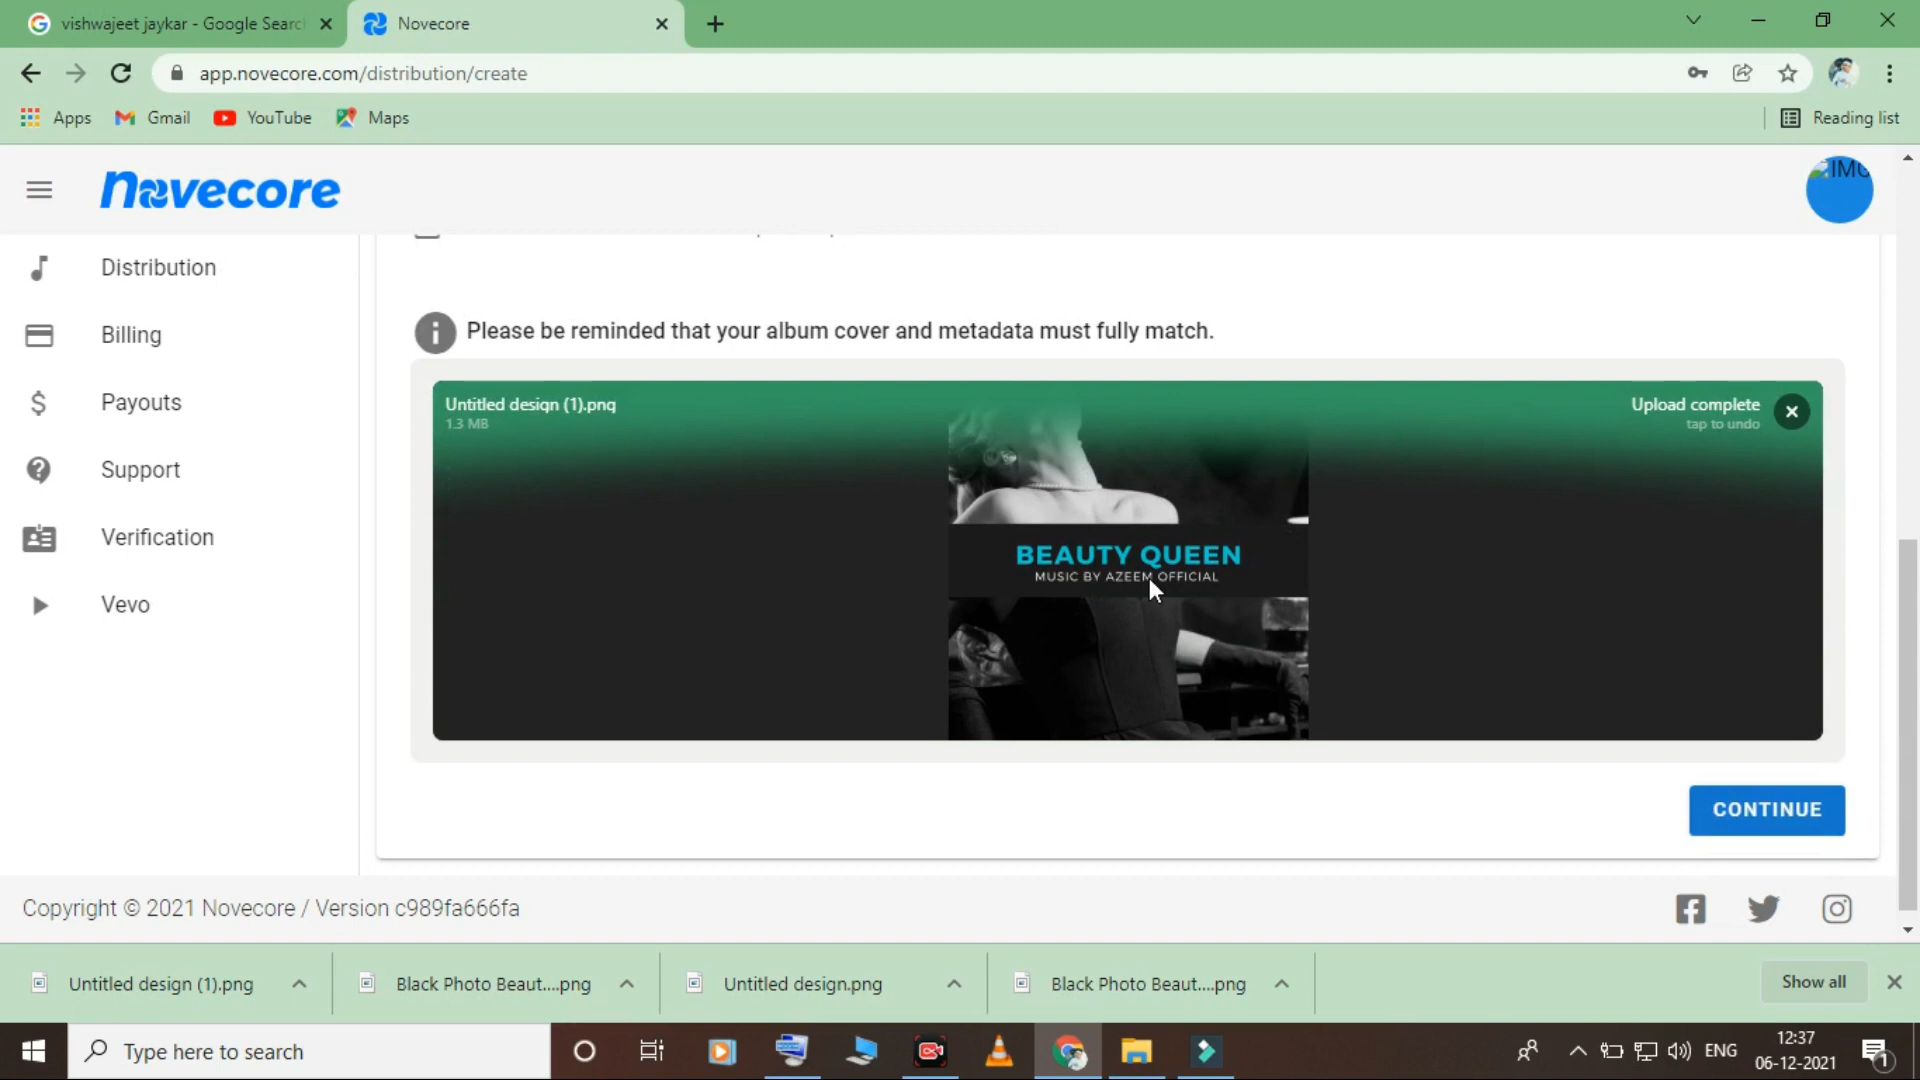 vishwajeet jaykar - Google Searc
Novecore
app.novecore.com/distribution/create
Apps
Gmail
YouTube
Maps
Reading list
Novecore
IMG
Distribution
Billing
Payouts
Support
Verification
Vevo
Please be reminded that your album cover and metadata must fully match.
Untitled design (1).png
1.3 MB
Upload complete
tap to undo
BEAUTY QUEEN
MUSIC BY AZEEM OFFICIAL
CONTINUE
Copyright © 2021 Novecore / Version c989fa666fa
Untitled design (1).png
Black Photo Beaut....png
Untitled design.png
Black Photo Beaut....png
Show all
Type here to search
ENG
12:37
06-12-2021
1